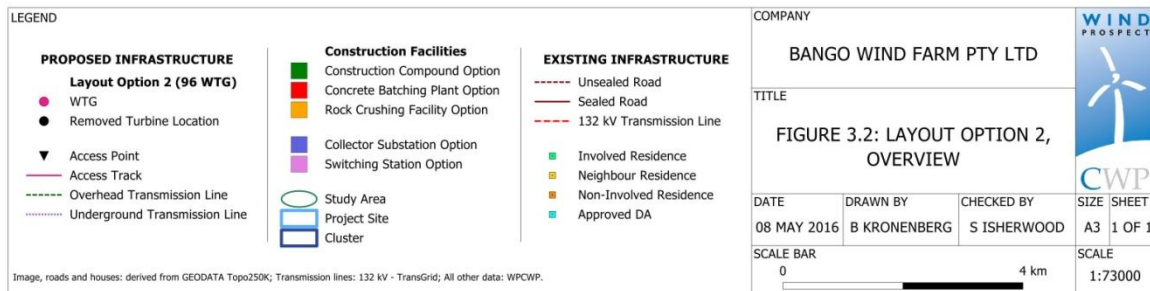 LEGEND
PROPOSED INFRASTRUCTURE
Layout Option 2 (96 WTG)
WTG
Removed Turbine Location
Access Point
Access Track
Overhead Transmission Line
Underground Transmission Line
Construction Facilities
Construction Compound Option
Concrete Batching Plant Option
Rock Crushing Facility Option
Collector Substation Option
Switching Station Option
Study Area
Project Site
Cluster
EXISTING INFRASTRUCTURE
Unsealed Road
Sealed Road
132 kV Transmission Line
Involved Residence
Neighbour Residence
Non-Involved Residence
Approved DA
Image, roads and houses: derived from GEODATA Topo250K; Transmission lines: 132 kV - TransGrid; All other data: WPCWP.
COMPANY
BANGO WIND FARM PTY LTD
TITLE
FIGURE 3.2: LAYOUT OPTION 2,
OVERVIEW
DATE
08 MAY 2016
DRAWN BY
B KRONENBERG
CHECKED BY
S ISHERWOOD
SIZE
A3
SHEET
1 OF 1
SCALE BAR
0 4 km
SCALE
1:73000
WIND
PROSPECT
CWP